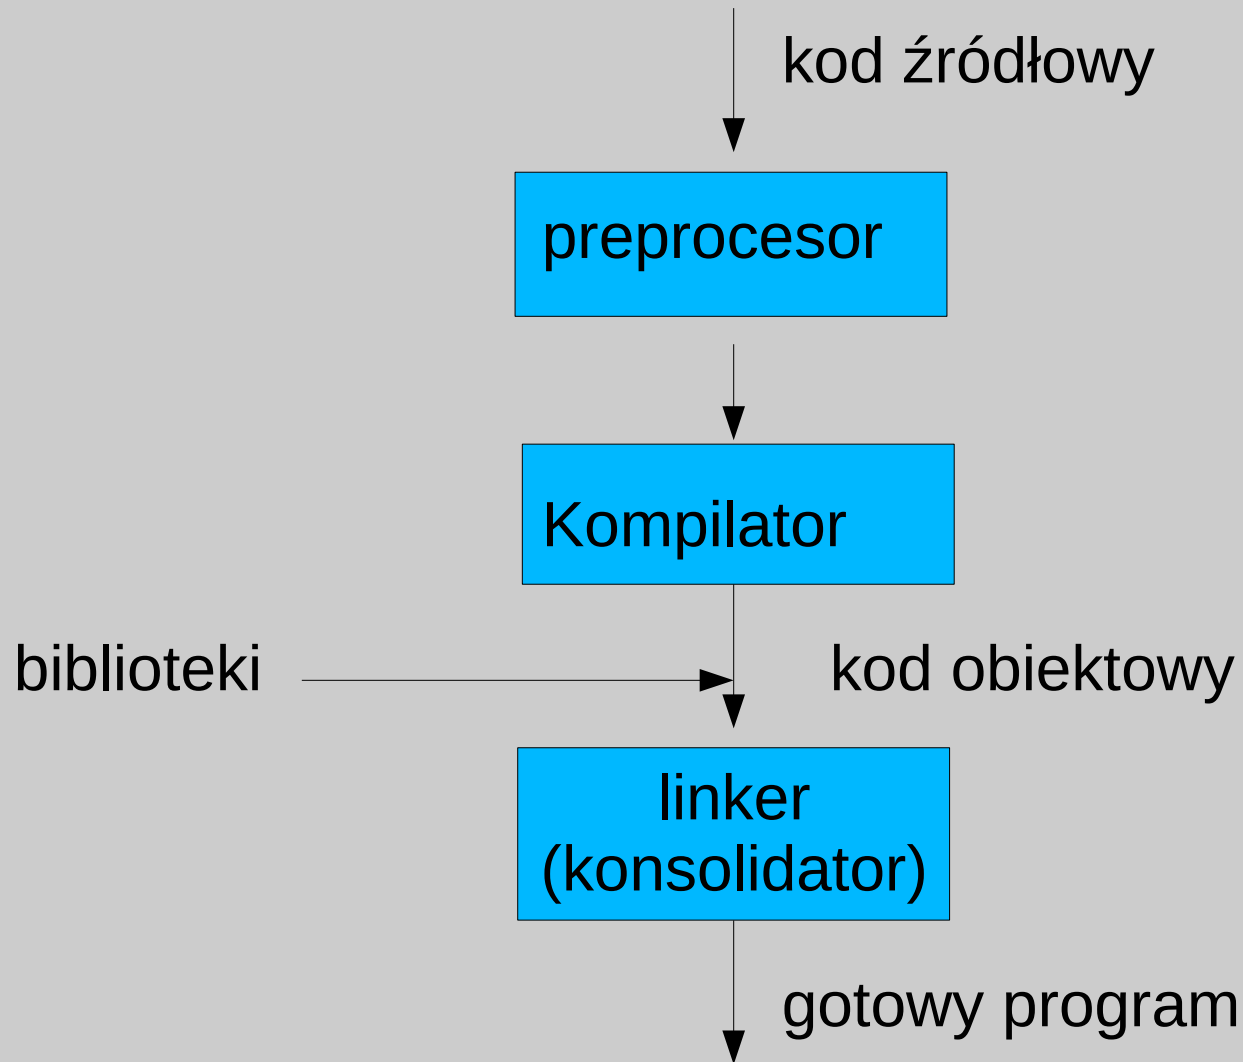 kod źródłowy
preprocesor
Kompilator
biblioteki
kod obiektowy
linker
(konsolidator)
gotowy program